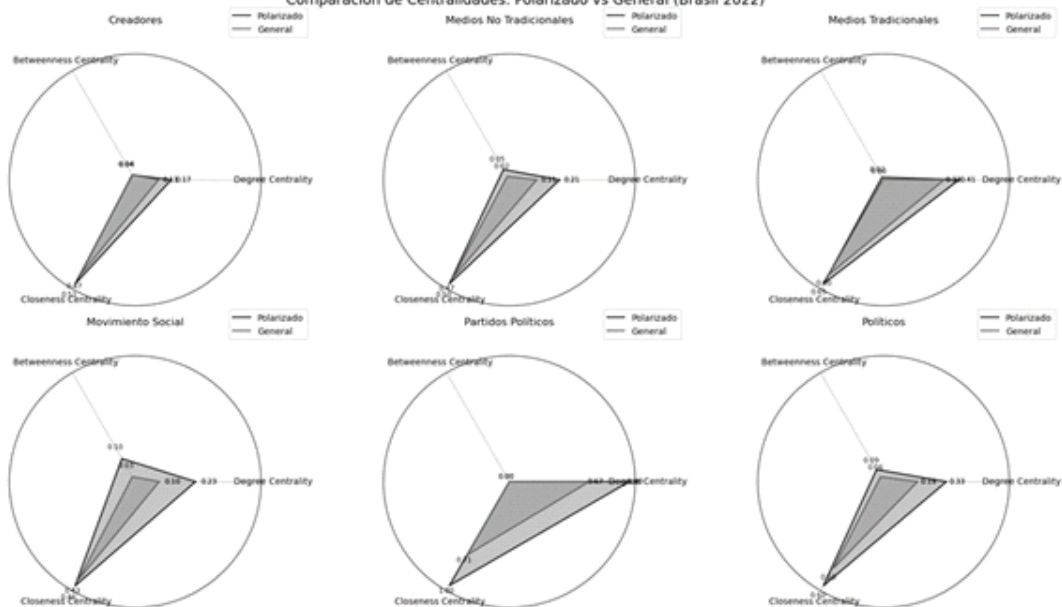 Comparación de Centralidades: Polarizado vs General (Brasil 2022)
Creadores
Polarizado
General
Betweenness Centrality
0.17
Degree Centrality
Closeness Centrality
Medios No Tradicionales
Polarizado
General
Betweenness Centrality
0.05
0.21
Degree Centrality
Closeness Centrality
Medios Tradicionales
Polarizado
General
Betweenness Centrality
0.41
Degree Centrality
Closeness Centrality
Movimiento Social
Polarizado
General
Betweenness Centrality
0.10
0.23
Degree Centrality
Closeness Centrality
Partidos Políticos
Polarizado
General
Betweenness Centrality
0.00
0.67
Degree Centrality
1.00
Closeness Centrality
Políticos
Polarizado
General
Betweenness Centrality
0.33
Degree Centrality
Closeness Centrality